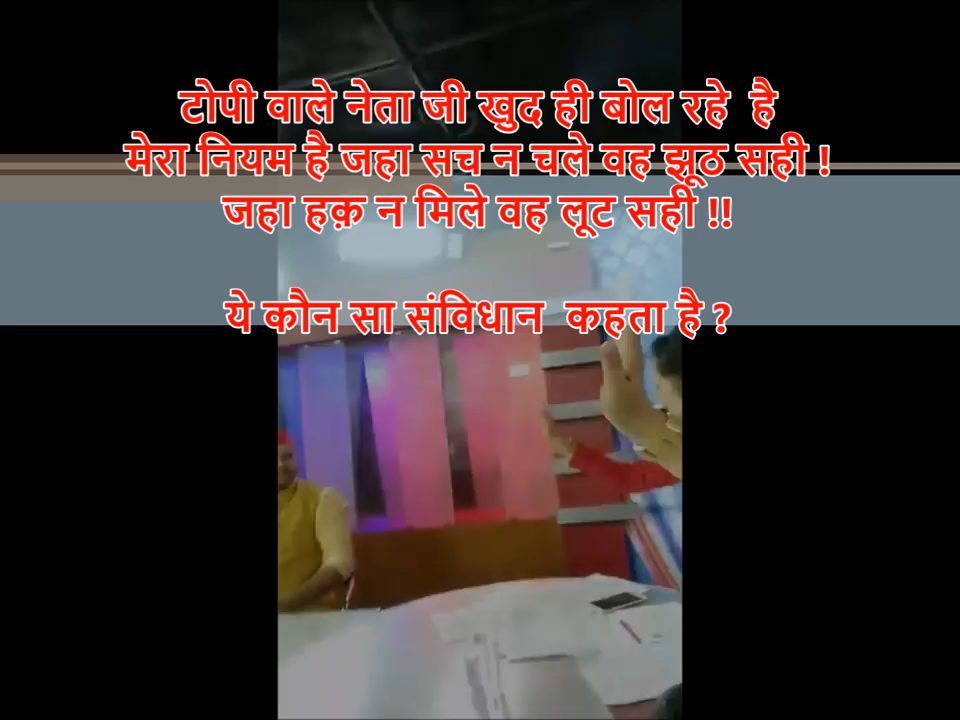 टोपी वाले नेता जी खुद ही बोल रहे है
मेरा नियम है जहा सच न चले वह झूठ सही !
जहा हक़ न मिले वह लूट सही !!
ये कौन सा संविधान कहता है ?